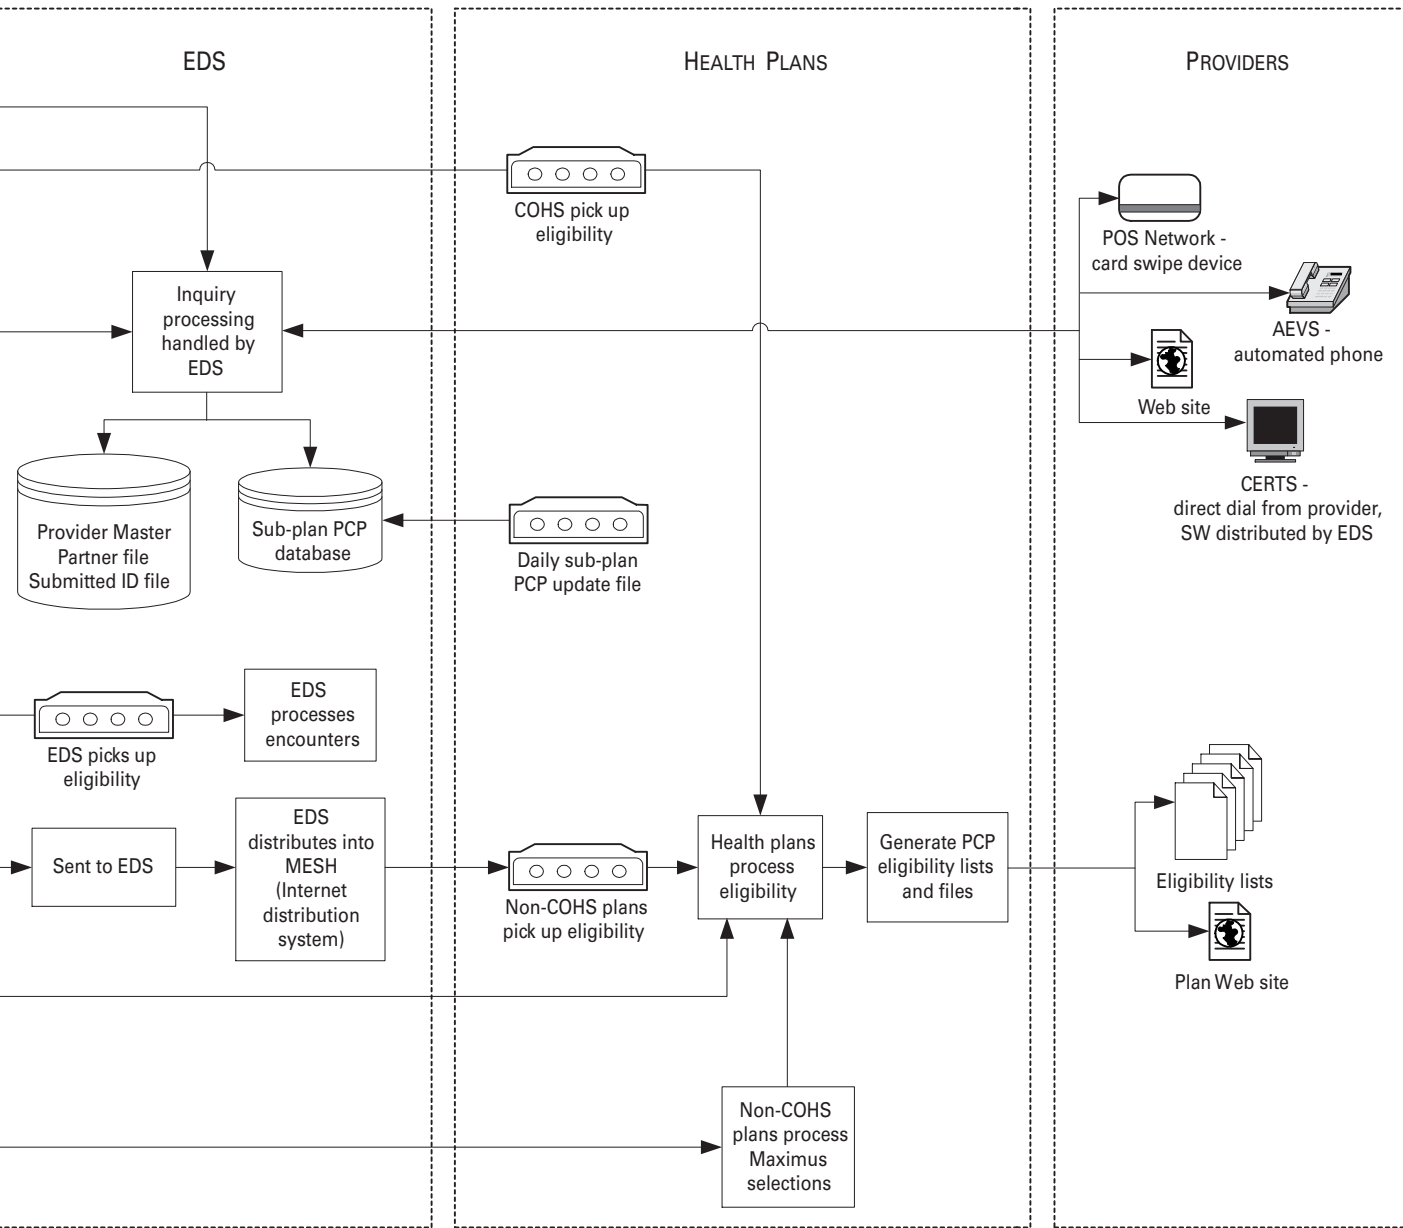 EDS
HEALTH PLANS
PROVIDERS
COHS pick up
eligibility
POS Network -
card swipe device
Inquiry
processing
handled by
EDS
AEVS -
automated phone
Web site
CERTS -
direct dial from provider,
SW distributed by EDS
Provider Master
Partner file
Submitted ID file
Sub-plan PCP
database
Daily sub-plan
PCP update file
EDS picks up
eligibility
EDS
processes
encounters
Sent to EDS
EDS
distributes into
MESH
(Internet
distribution
system)
Non-COHS plans
pick up eligibility
Health plans
process
eligibility
Generate PCP
eligibility lists
and files
Eligibility lists
Plan Web site
Non-COHS
plans process
Maximus
selections